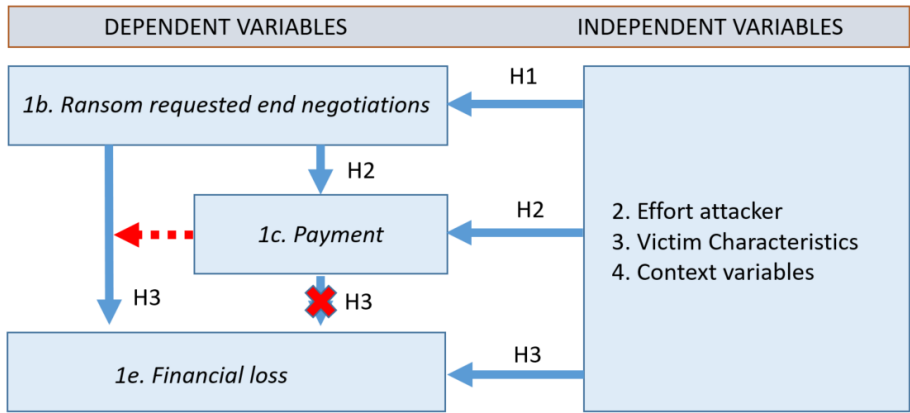 DEPENDENT VARIABLES
INDEPENDENT VARIABLES
H1
1b. Ransom requested end negotiations
H2
H2
1c. Payment
2. Effort attacker
3. Victim Characteristics
4. Context variables
H3
H3
H3
1e. Financial loss